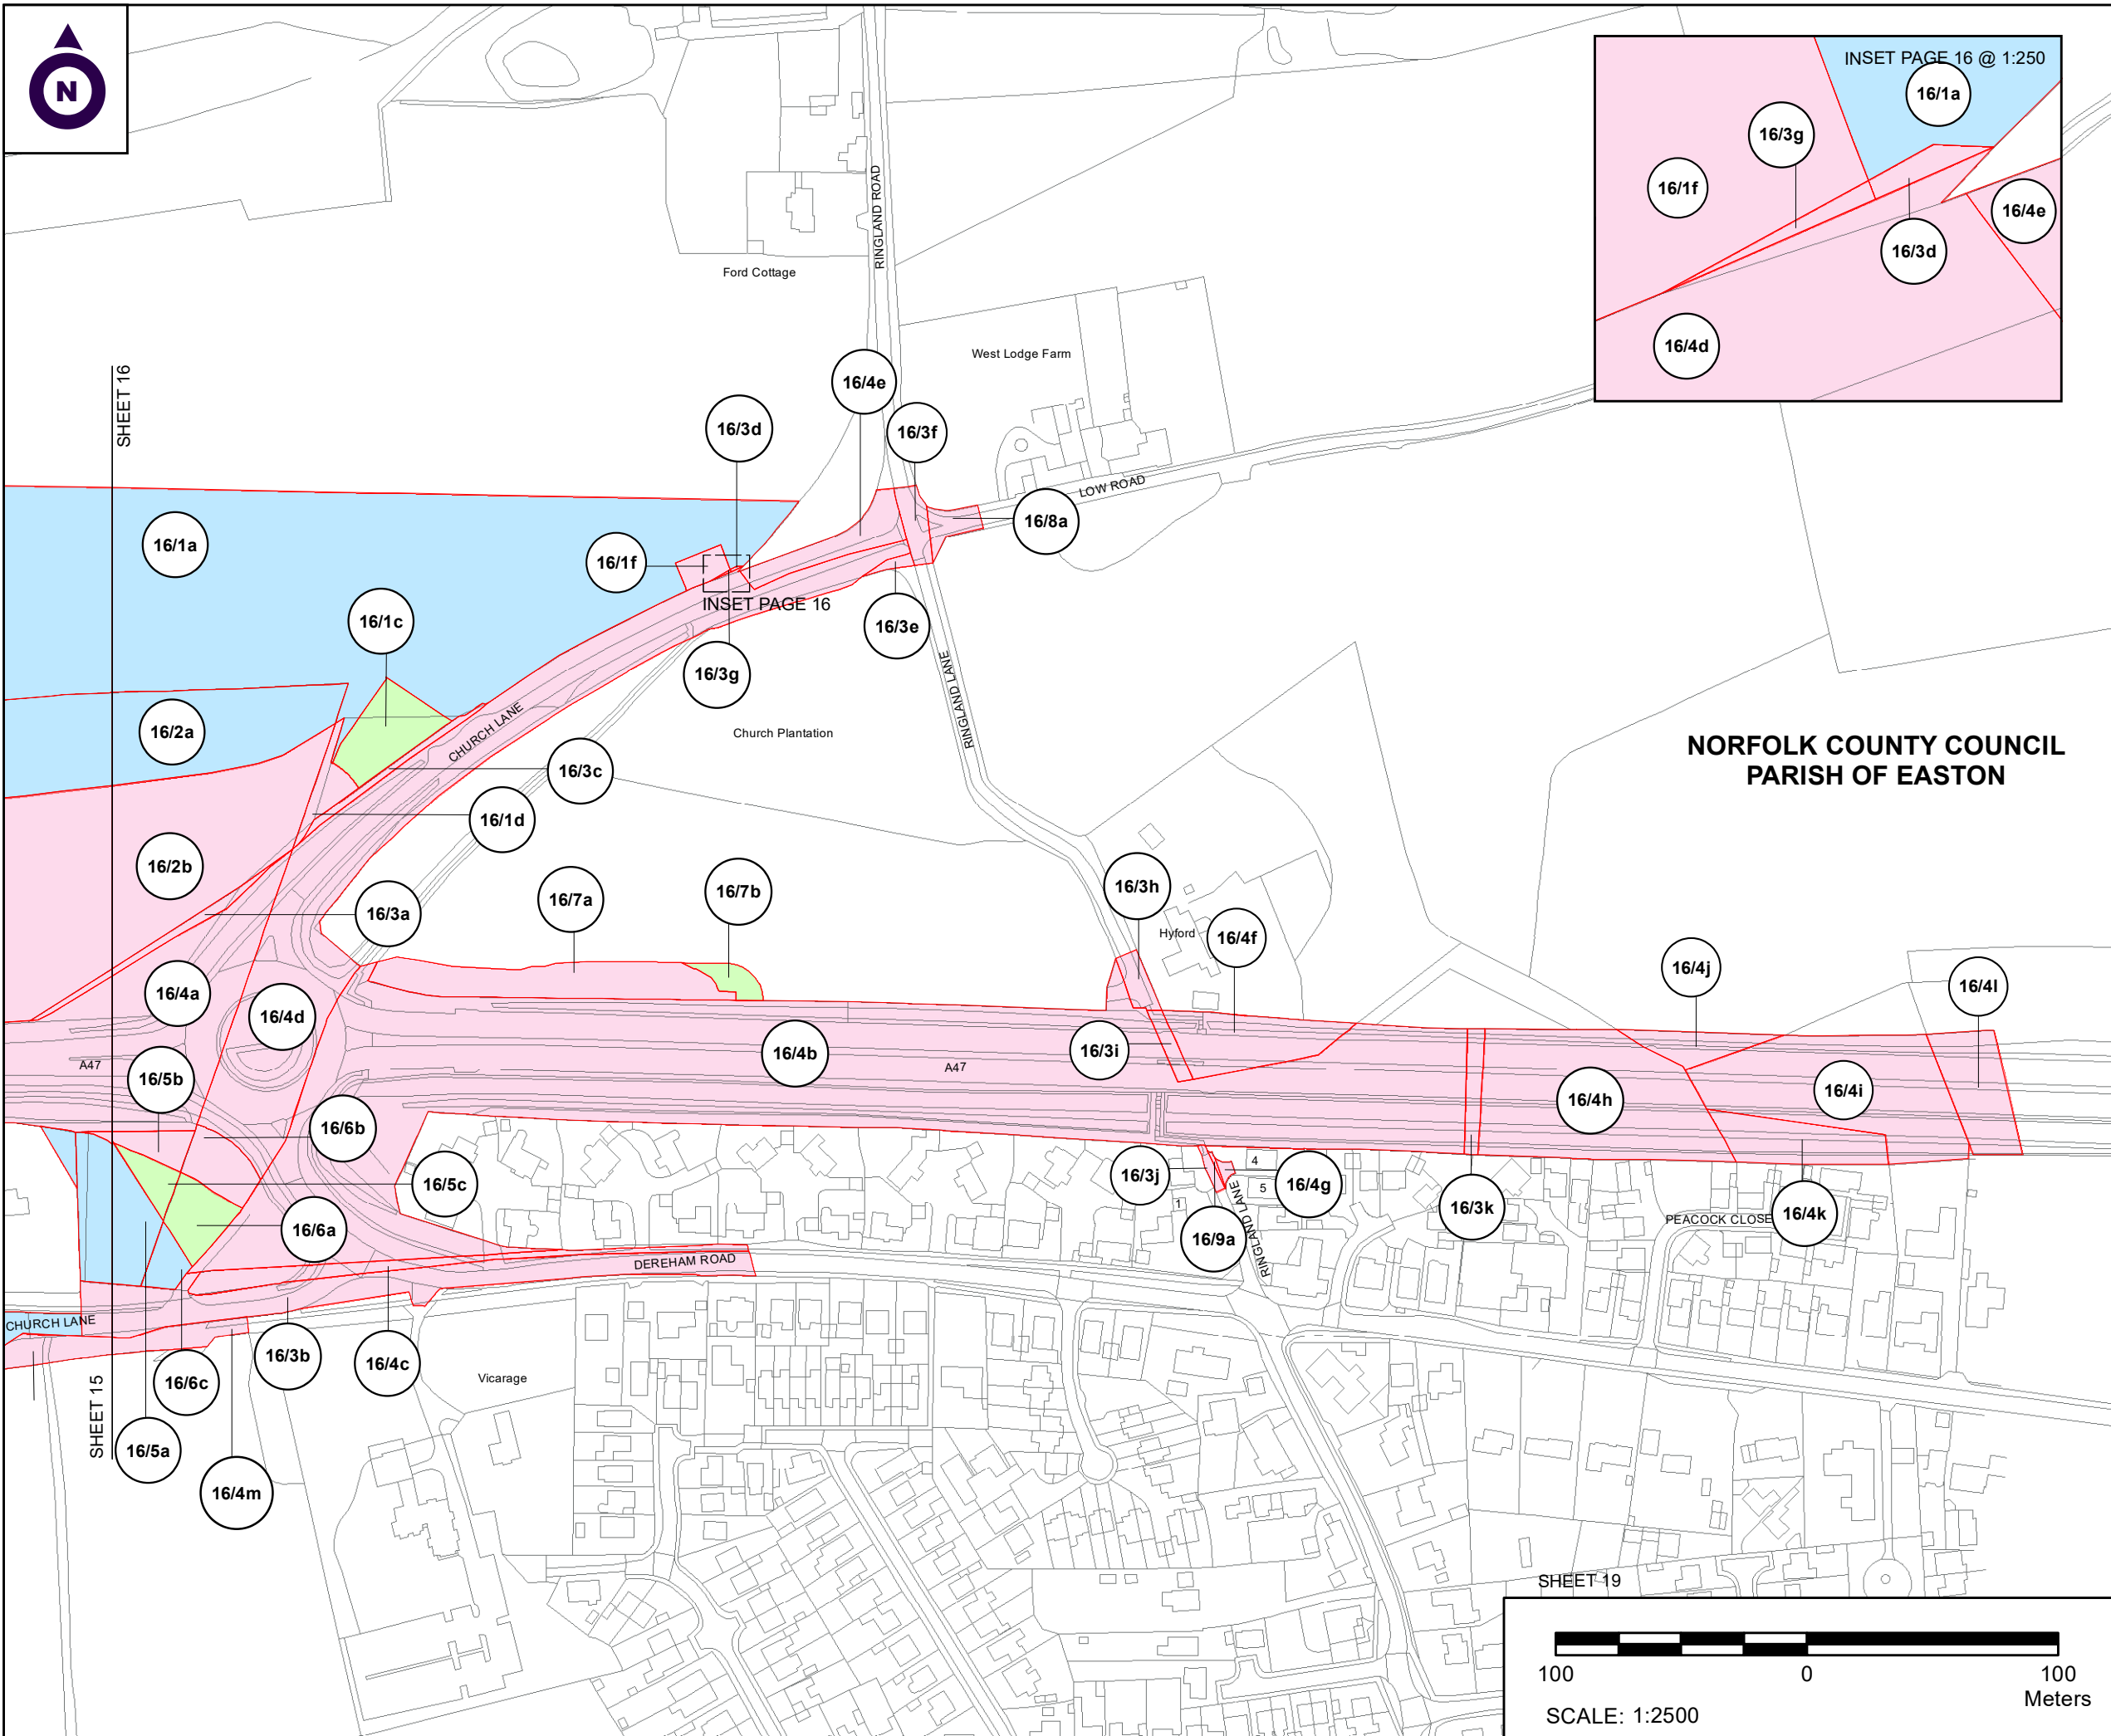 N
INSET PAGE 16 @ 1:250
16/1a
16/3g
16/1f
16/4e
16/3d
16/4d
RINGLAND ROAD
Ford Cottage
West Lodge Farm
SHEET 16
16/4e
16/3d
16/3f
LOW ROAD
16/8a
16/1a
16/1f
INSET PAGE 16
16/1c
16/3e
16/3g
RINGLAND LANE
16/2a
CHURCH LANE
Church Plantation
NORFOLK COUNTY COUNCIL
PARISH OF EASTON
16/3c
16/1d
16/2b
16/3a
16/7a
16/7b
16/3h
Hyford
16/4f
16/4j
16/4l
16/4a
16/4d
16/4b
16/3i
A47
A47
16/5b
16/4h
16/4i
16/6b
16/5c
16/3j
4
5
1
16/4g
16/3k
16/4k
PEACOCK CLOSE
16/6a
16/9a
RINGLAND LANE
DEREHAM ROAD
CHURCH LANE
16/3b
16/4c
16/6c
Vicarage
SHEET 15
16/5a
16/4m
SHEET 19
100 0 100
Meters
SCALE: 1:2500